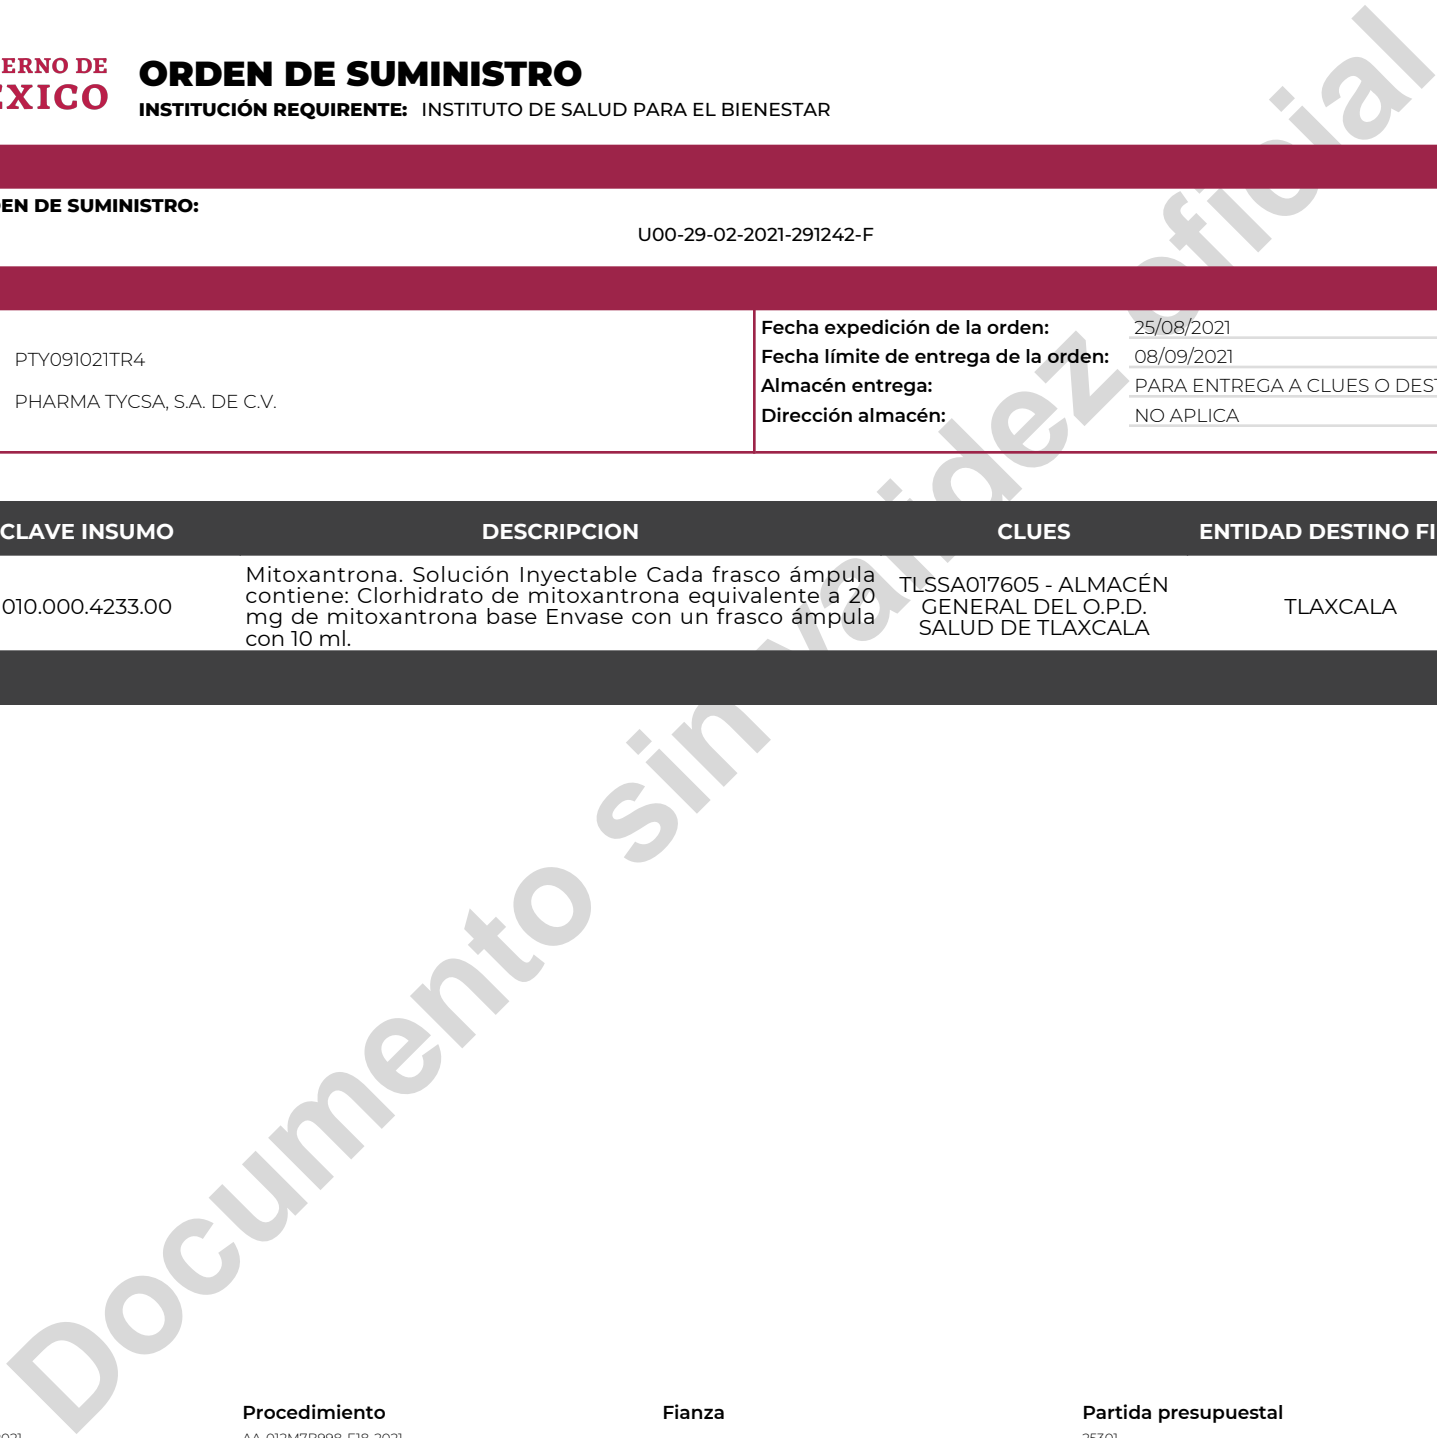 ERNO DE
ÉXICO
ORDEN DE SUMINISTRO
INSTITUCIÓN REQUIRENTE: INSTITUTO DE SALUD PARA EL BIENESTAR
EN DE SUMINISTRO:
U00-29-02-2021-291242-F
PTY091021TR4
PHARMA TYCSA, S.A. DE C.V.
Fecha expedición de la orden: 25/08/2021
Fecha límite de entrega de la orden: 08/09/2021
Almacén entrega: PARA ENTREGA A CLUES O DEST
Dirección almacén: NO APLICA
CLAVE INSUMO DESCRIPCION CLUES ENTIDAD DESTINO FI
010.000.4233.00
Mitoxantrona. Solución Inyectable Cada frasco ámpula
contiene: Clorhidrato de mitoxantrona equivalente a 20
mg de mitoxantrona base Envase con un frasco ámpula
con 10 ml.
TLSSA017605 - ALMACÉN
GENERAL DEL O.P.D.
SALUD DE TLAXCALA
TLAXCALA
Documento sin validez oficial
Procedimiento Fianza Partida presupuestal